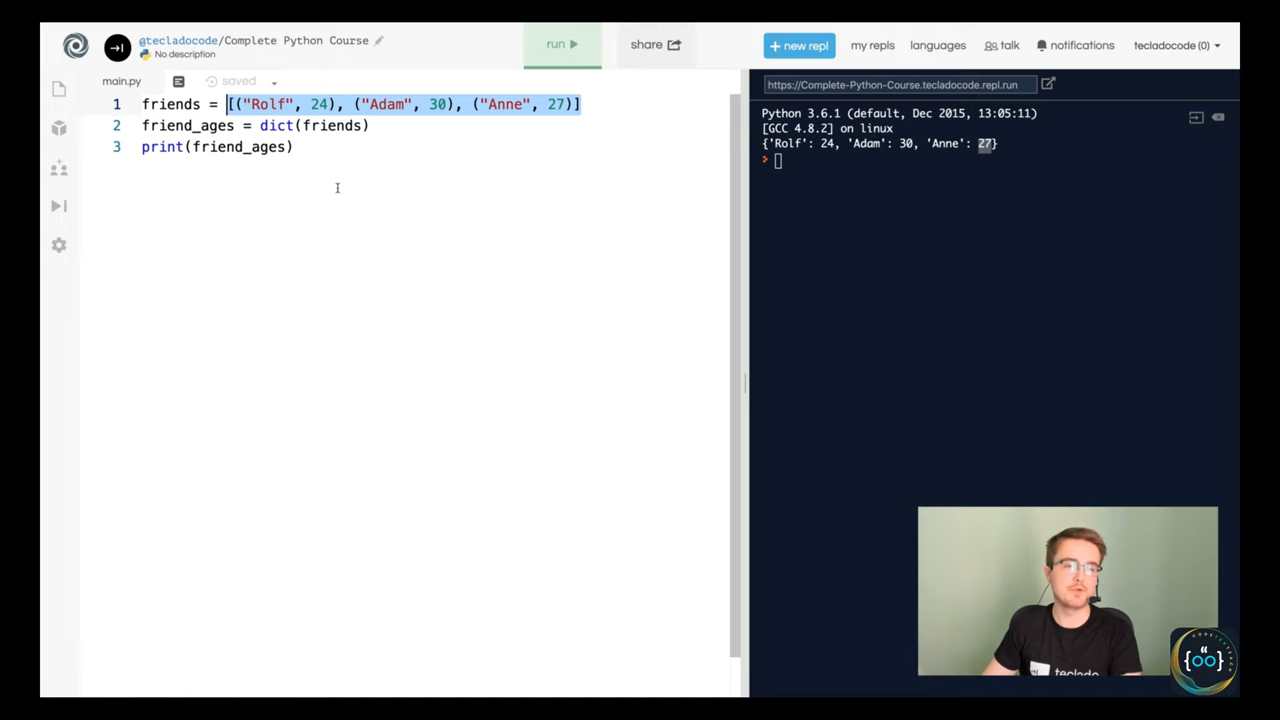 @tecladocode/Complete Python Course
No description
run
share
+ new repl
my repls
languages
talk
notifications
tecladocode (0)
main.py
saved
https://Complete-Python-Course.tecladocode.repl.run
1 friends = [("Rolf", 24), ("Adam", 30), ("Anne", 27)]
2 friend_ages = dict(friends)
3 print(friend_ages)
Python 3.6.1 (default, Dec 2015, 13:05:11)
[GCC 4.8.2] on linux
{'Rolf': 24, 'Adam': 30, 'Anne': 27}
>
teclado
{oo}